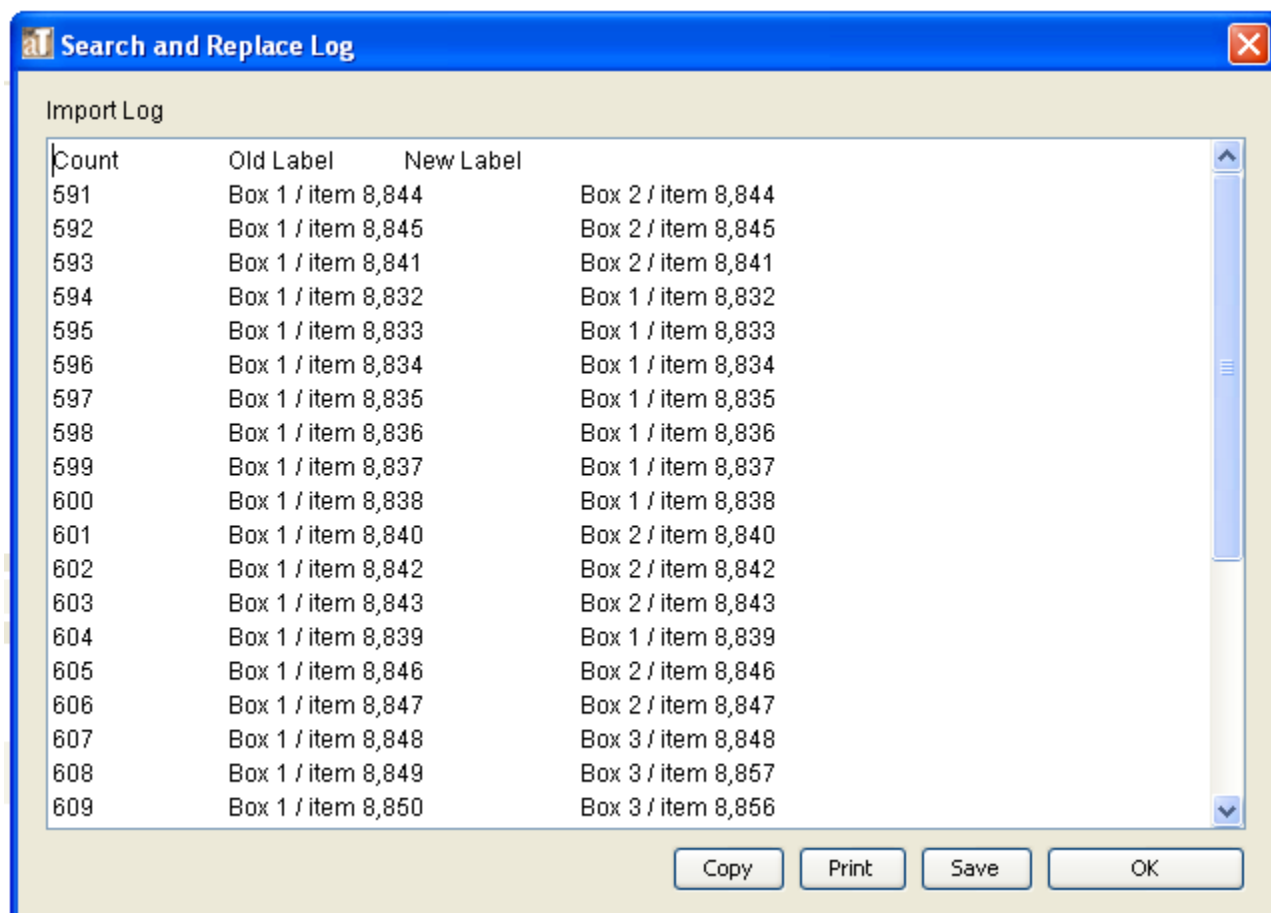 aT Search and Replace Log
Import Log
Count Old Label New Label
591 Box 1 / item 8,844 Box 2 / item 8,844
592 Box 1 / item 8,845 Box 2 / item 8,845
593 Box 1 / item 8,841 Box 2 / item 8,841
594 Box 1 / item 8,832 Box 1 / item 8,832
595 Box 1 / item 8,833 Box 1 / item 8,833
596 Box 1 / item 8,834 Box 1 / item 8,834
597 Box 1 / item 8,835 Box 1 / item 8,835
598 Box 1 / item 8,836 Box 1 / item 8,836
599 Box 1 / item 8,837 Box 1 / item 8,837
600 Box 1 / item 8,838 Box 1 / item 8,838
601 Box 1 / item 8,840 Box 2 / item 8,840
602 Box 1 / item 8,842 Box 2 / item 8,842
603 Box 1 / item 8,843 Box 2 / item 8,843
604 Box 1 / item 8,839 Box 1 / item 8,839
605 Box 1 / item 8,846 Box 2 / item 8,846
606 Box 1 / item 8,847 Box 2 / item 8,847
607 Box 1 / item 8,848 Box 3 / item 8,848
608 Box 1 / item 8,849 Box 3 / item 8,857
609 Box 1 / item 8,850 Box 3 / item 8,856
Copy Print Save OK